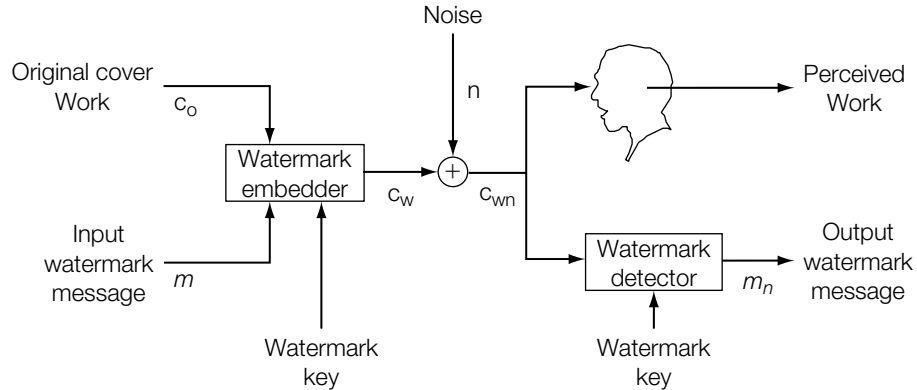 Noise
Original cover
Work
c_o
n
Perceived
Work
Watermark
embedder
+
c_w
c_wn
Input
watermark
message
m
Watermark
detector
m_n
Output
watermark
message
Watermark
key
Watermark
key